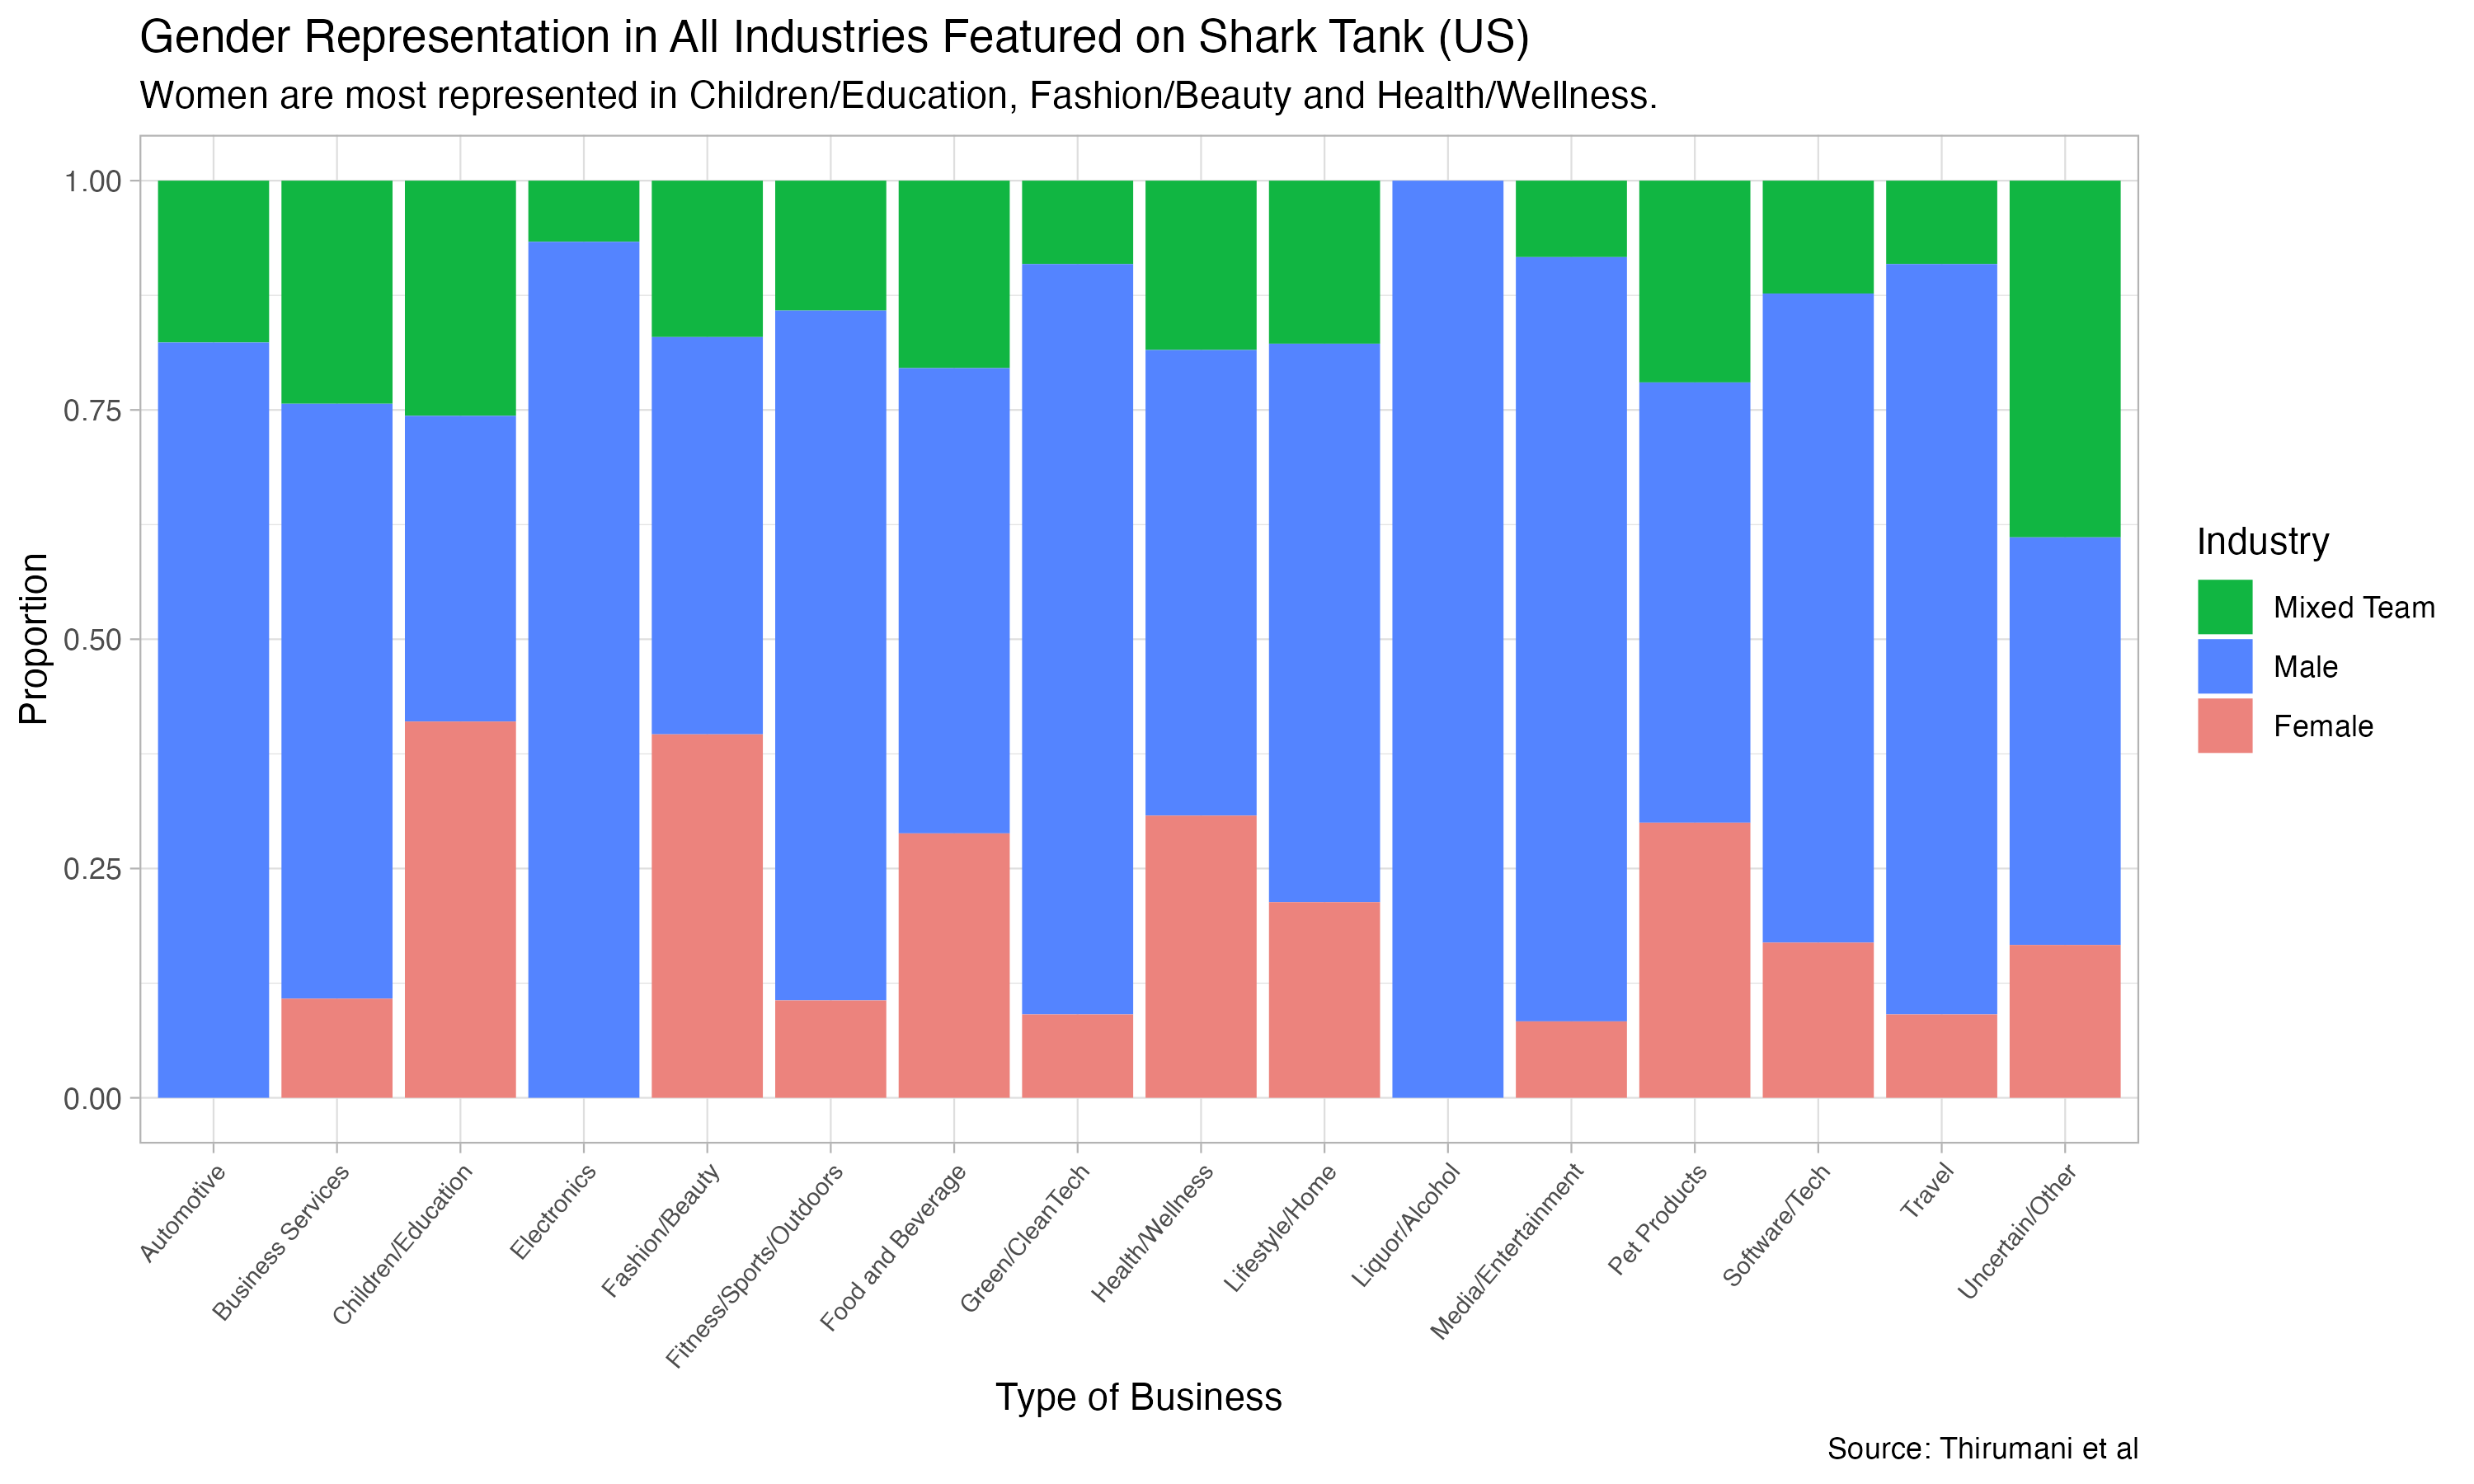 Gender Representation in All Industries Featured on Shark Tank (US)
Women are most represented in Children/Education, Fashion/Beauty and Health/Wellness.
1.00
0.75
0.50
0.25
0.00
Proportion
Industry
Mixed Team
Male
Female
Automotive
Business Services
Children/Education
Electronics
Fashion/Beauty
Fitness/Sports/Outdoors
Food and Beverage
Green/CleanTech
Health/Wellness
Lifestyle/Home
Liquor/Alcohol
Media/Entertainment
Pet Products
Software/Tech
Travel
Uncertain/Other
Type of Business
Source: Thirumani et al